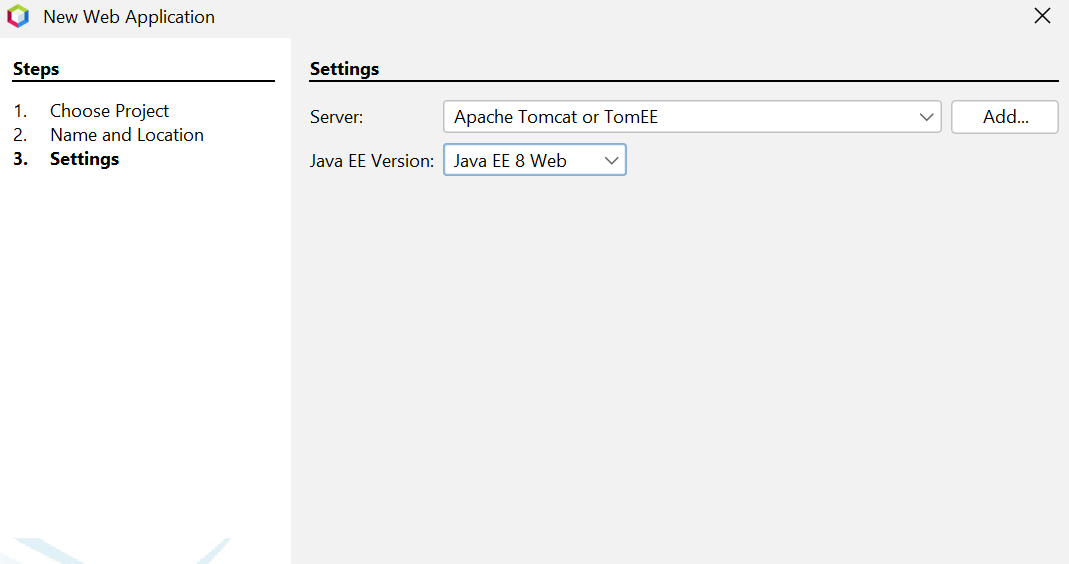 New Web Application
Steps
1. Choose Project
2. Name and Location
3. Settings
Settings
Server: Apache Tomcat or TomEE Add...
Java EE Version: Java EE 8 Web